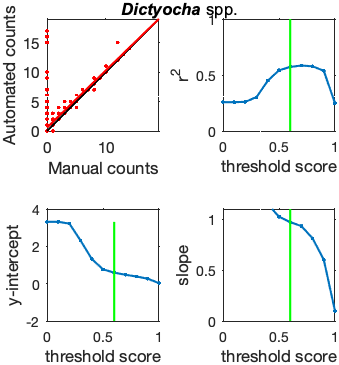 Dictyocha spp.
Automated counts
15
10
5
0
0
10
Manual counts
r2
1
0.5
0
0
0.5
1
threshold score
y-intercept
4
2
0
-2
0
0.5
1
threshold score
slope
1
0.5
0
0
0.5
1
threshold score